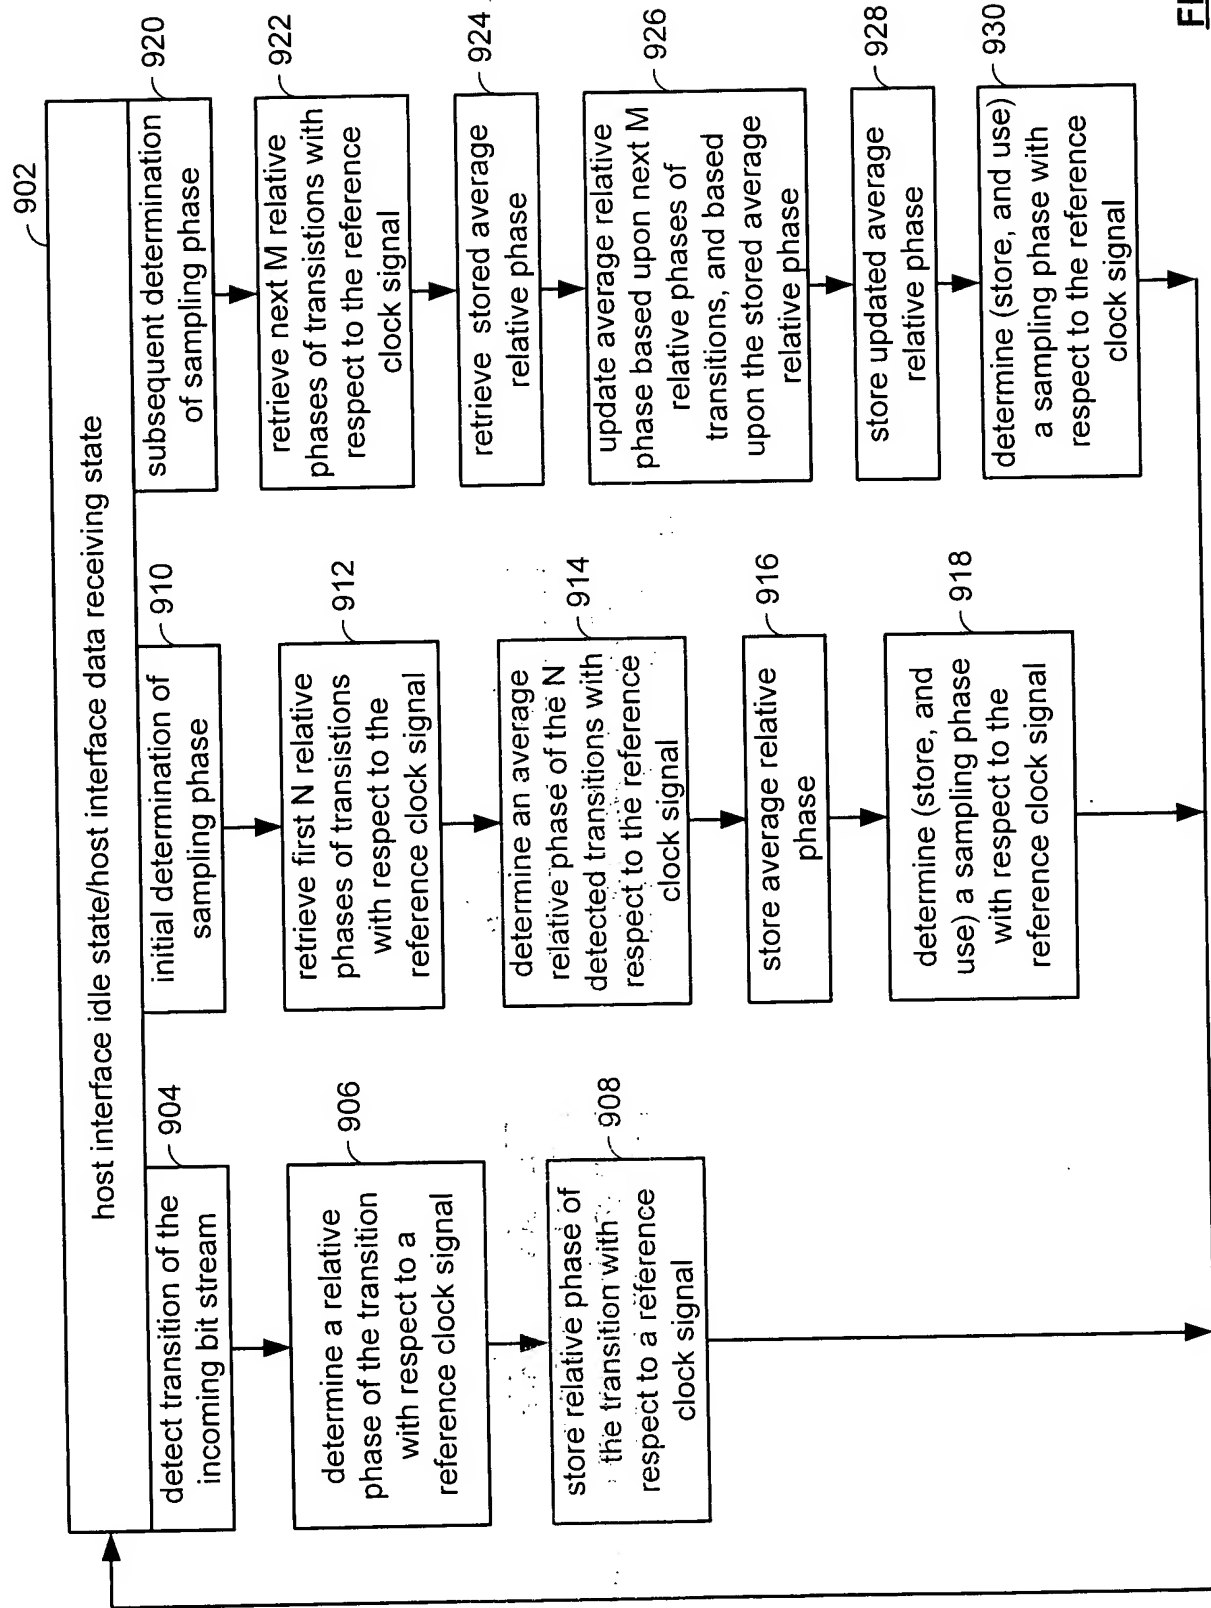 902
host interface idle state/host interface data receiving state
904
detect transition of the
incoming bit stream
906
determine a relative
phase of the transition
with respect to a
reference clock signal
908
store relative phase of
the transition with
respect to a reference
clock signal
910
initial determination of
sampling phase
912
retrieve first N relative
phases of transistions
with respect to the
reference clock signal
914
determine an average
relative phase of the N
detected transitions with
respect to the reference
clock signal
916
store average relative
phase
918
determine (store, and
use) a sampling phase
with respect to the
reference clock signal
920
subsequent determination
of sampling phase
922
retrieve next M relative
phases of transistions with
respect to the reference
clock signal
924
retrieve stored average
relative phase
926
update average relative
phase based upon next M
relative phases of
transitions, and based
upon the stored average
relative phase
928
store updated average
relative phase
930
determine (store, and use)
a sampling phase with
respect to the reference
clock signal